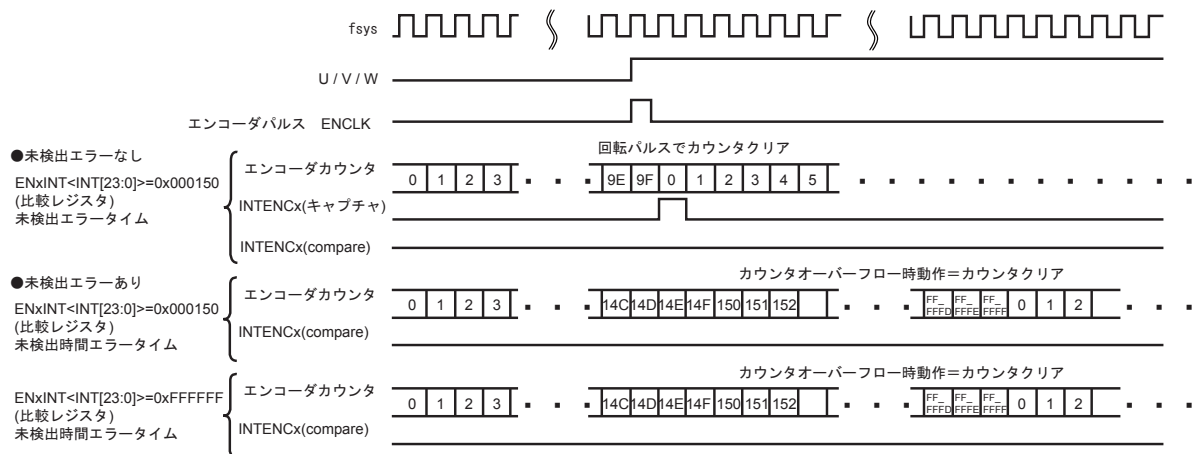 fsys
U / V / W
エンコーダパルス ENCLK
●未検出エラーなし
ENxINT<INT[23:0]>=0x000150
(比較レジスタ)
未検出エラータイム
回転パルスでカウンタクリア
エンコーダカウンタ 0 1 2 3 9E 9F 0 1 2 3 4 5
INTENCx(キャプチャ)
INTENCx(compare)
●未検出エラーあり
ENxINT<INT[23:0]>=0x000150
(比較レジスタ)
未検出時間エラータイム
カウンタオーバーフロー時動作=カウンタクリア
エンコーダカウンタ 0 1 2 3 14C 14D 14E 14F 150 151 152 FF_FFFD FF_FFFE FF_FFFF 0 1 2
INTENCx(compare)
ENxINT<INT[23:0]>=0xFFFFFF
(比較レジスタ)
未検出時間エラータイム
カウンタオーバーフロー時動作=カウンタクリア
エンコーダカウンタ 0 1 2 3 14C 14D 14E 14F 150 151 152 FF_FFFD FF_FFFE FF_FFFF 0 1 2
INTENCx(compare)